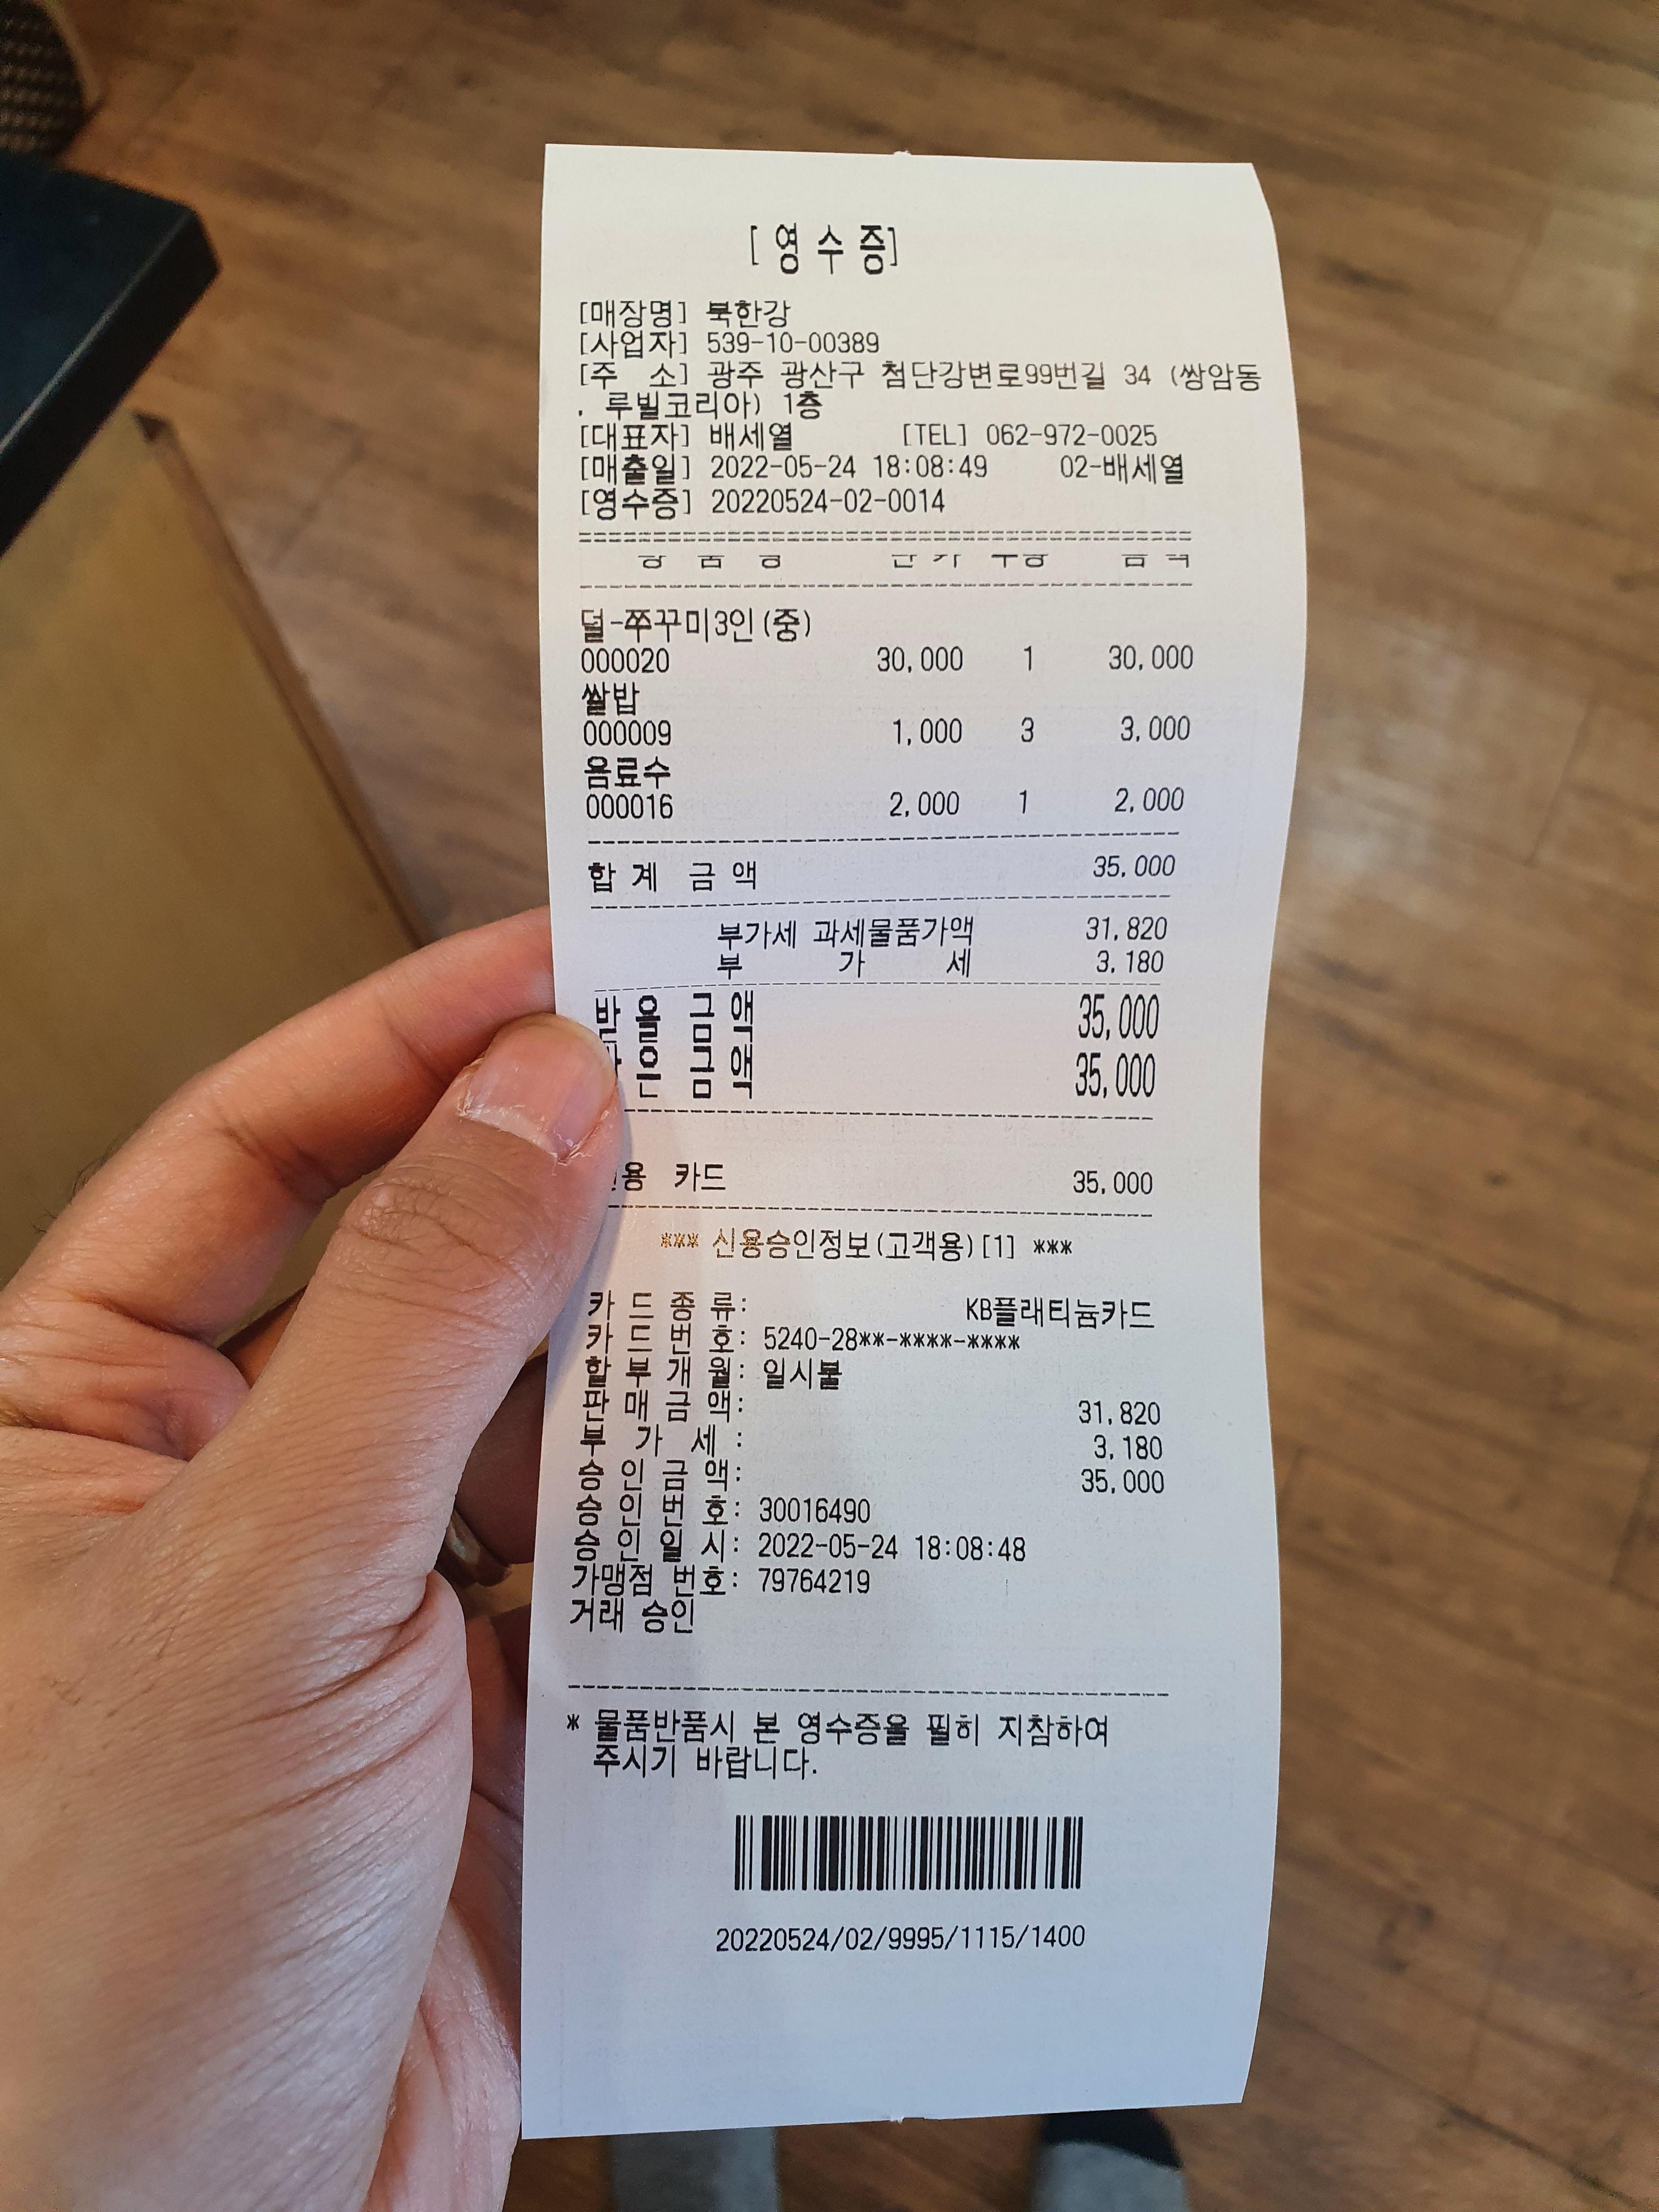 [ 영 수 증]
[매장명] 북한강
[사업자] 539-10-00389
[주 소] 광주 광산구 첨단강변로99번길 34 (쌍암동
, 루빌코리아) 1층
[대표자] 배세열 [TEL] 062-972-0025
[매출일] 2022-05-24 18:08:49 02-배세열
[영수증] 20220524-02-0014
덜-쭈꾸미3인(중)
000020 30,000 1 30,000
쌀밥
000009 1,000 3 3,000
음료수
000016 2,000 1 2,000
합 계 금 액 35,000
부가세 과세물품가액 31,820
부 가 세 3,180
받 을 금 액 35,000
은 금 액 35,000
용 카드 35,000
*** 신용승인정보(고객용)[1] ***
카 드 종 류: KB플래티늄카드
카 드 번 호: 5240-28**-****-****
할 부 개 월: 일시불
판 매 금 액: 31,820
부 가 세 : 3,180
승 인 금 액: 35,000
승 인 번 호: 30016490
승 인 일 시: 2022-05-24 18:08:48
가맹점 번호: 79764219
거래 승인
* 물품반품시 본 영수증을 필히 지참하여
주시기 바랍니다.
20220524/02/9995/1115/1400